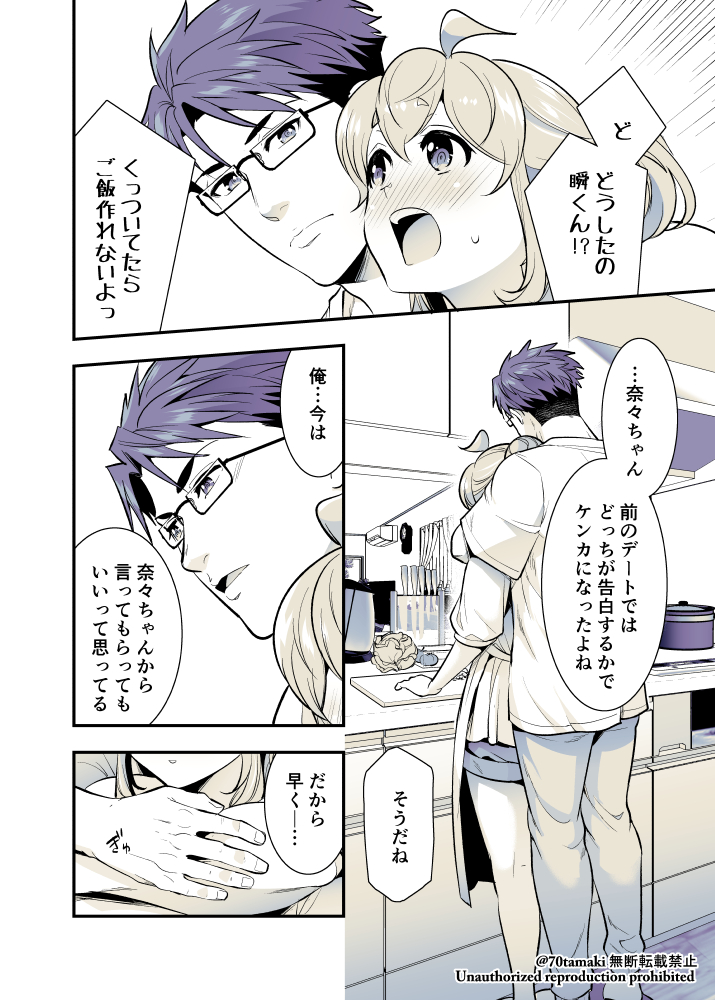 ど
どうしたの
瞬くん!?
くっついてたら
ご飯作れないよっ
…奈々ちゃん
前のデートでは
どっちが告白するかで
ケンカになったよね
そうだね
俺…今は
奈々ちゃんから
言ってもらっても
いいって思ってる
だから
早く―…
ぎゅ
@70tamaki 無断転載禁止
Unauthorized reproduction prohibited